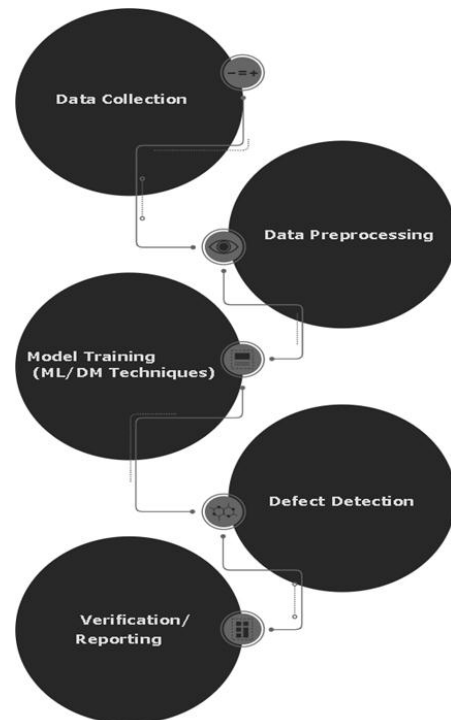 Data Collection
Data Preprocessing
Model Training
(ML/DM Techniques)
Defect Detection
Verification/
Reporting